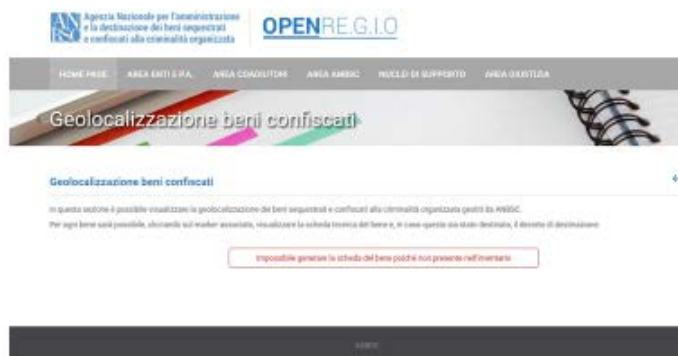 Agenzia Nazionale per l'amministrazione
e la destinazione dei beni sequestrati
e confiscati alla criminalità organizzata
OPENRE.G.I.O
HOME PAGE AREA ENTI E P.A. AREA COADIUTORI AREA ANBSC NUCLEI DI SUPPORTO AREA GIUSTIZIA
Geolocalizzazione beni confiscati
Geolocalizzazione beni confiscati
In questa sezione è possibile visualizzare la geolocalizzazione dei beni sequestrati e confiscati alla criminalità organizzata gestiti da ANBSC.
Per ogni bene sarà possibile, cliccando sul marker associato, visualizzare la scheda tecnica del bene e, in caso questo sia stato destinato, il decreto di destinazione
Impossibile generare la scheda del bene poiché non presente nell'inventario